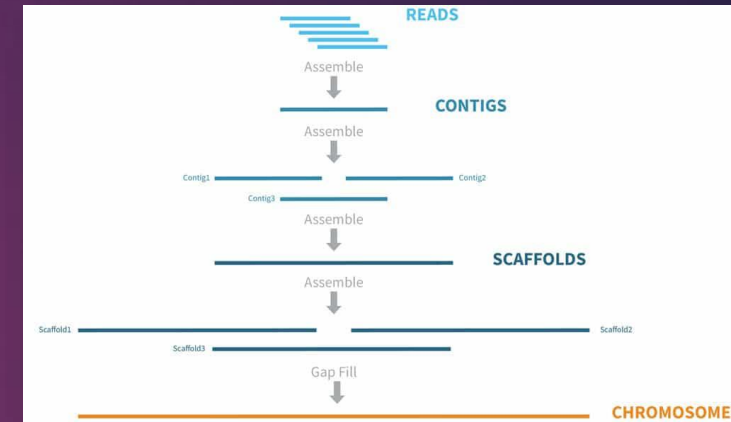 READS
Assemble
CONTIGS
Assemble
Contig1
Contig2
Contig3
Assemble
SCAFFOLDS
Assemble
Scaffold1
Scaffold2
Scaffold3
Gap Fill
CHROMOSOME